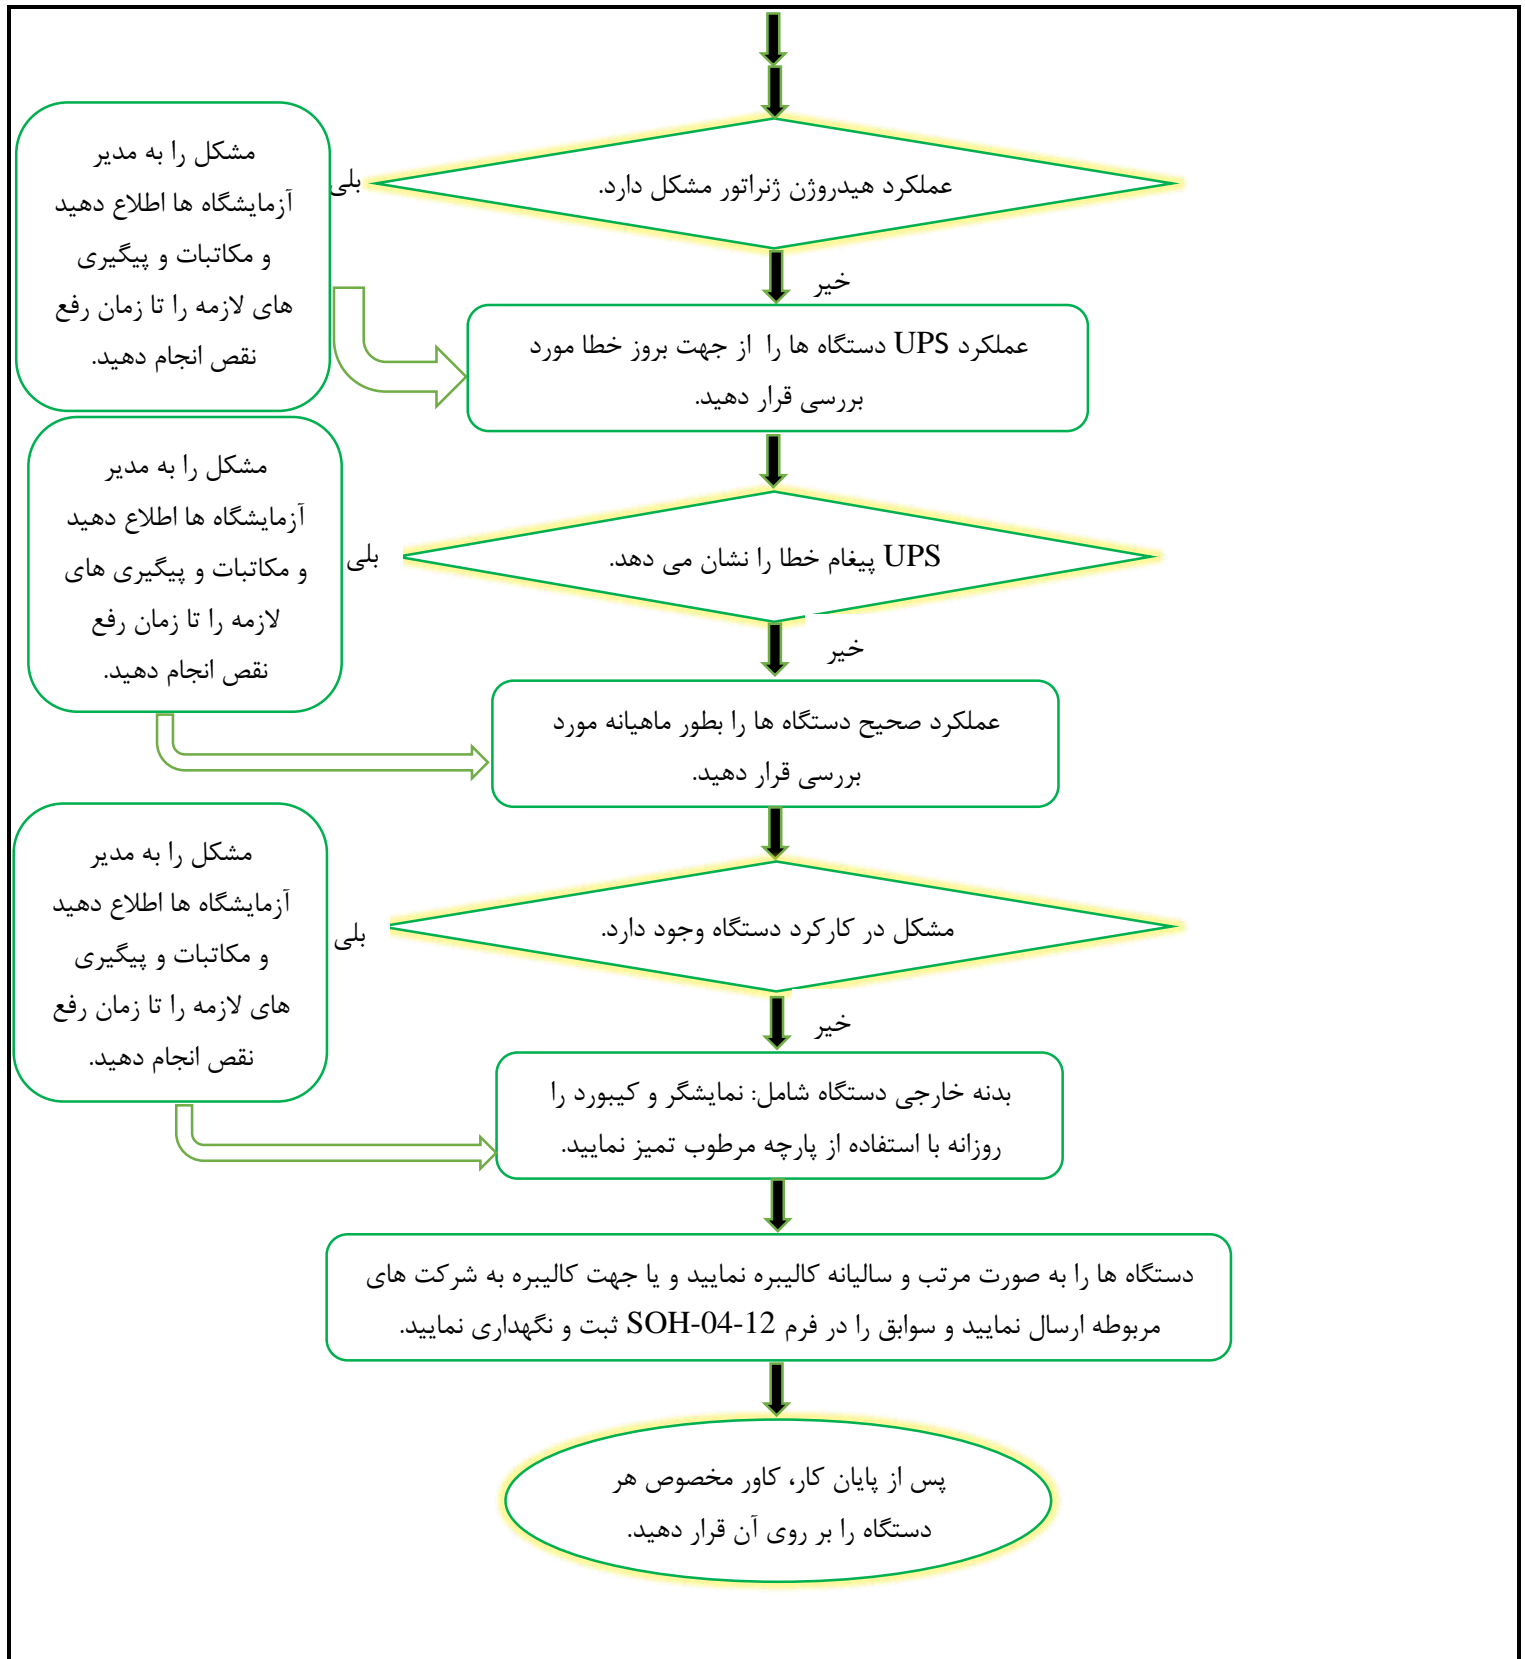 عملکرد هیدروژن ژنراتور مشکل دارد.
بلی
مشکل را به مدیر
آزمایشگاه ها اطلاع دهید
و مکاتبات و پیگیری
های لازمه را تا زمان رفع
نقص انجام دهید.
خیر
عملکرد UPS دستگاه ها را از جهت بروز خطا مورد
بررسی قرار دهید.
UPS پیغام خطا را نشان می دهد.
بلی
مشکل را به مدیر
آزمایشگاه ها اطلاع دهید
و مکاتبات و پیگیری های
لازمه را تا زمان رفع
نقص انجام دهید.
خیر
عملکرد صحیح دستگاه ها را بطور ماهیانه مورد
بررسی قرار دهید.
مشکل در کارکرد دستگاه وجود دارد.
بلی
مشکل را به مدیر
آزمایشگاه ها اطلاع دهید
و مکاتبات و پیگیری
های لازمه را تا زمان رفع
نقص انجام دهید.
خیر
بدنه خارجی دستگاه شامل: نمایشگر و کیبورد را
روزانه با استفاده از پارچه مرطوب تمیز نمایید.
دستگاه ها را به صورت مرتب و سالیانه کالیبره نمایید و یا جهت کالیبره به شرکت های
مربوطه ارسال نمایید و سوابق را در فرم SOH-04-12 ثبت و نگهداری نمایید.
پس از پایان کار، کاور مخصوص هر
دستگاه را بر روی آن قرار دهید.